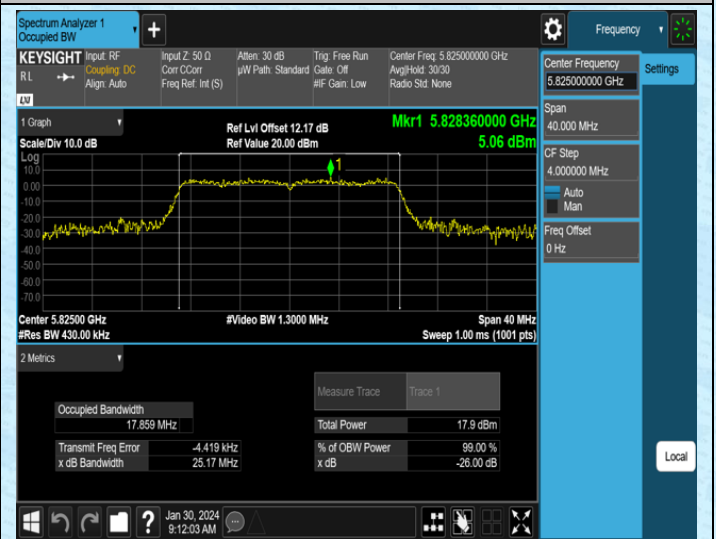 Spectrum Analyzer 1
Occupied BW
Frequency
KEYSIGHT
RL
LXI
Input: RF
Coupling: DC
Align: Auto
Input Z: 50 Ω
Corr CCorr
Freq Ref: Int (S)
Atten: 30 dB
µW Path: Standard
Trig: Free Run
Gate: Off
#IF Gain: Low
Center Freq: 5.825000000 GHz
Avg|Hold: 30/30
Radio Std: None
Center Frequency
5.825000000 GHz
Settings
Span
40.000 MHz
CF Step
4.000000 MHz
Auto
Man
Freq Offset
0 Hz
1 Graph
Scale/Div 10.0 dB
Ref Lvl Offset 12.17 dB
Ref Value 20.00 dBm
Mkr1 5.828360000 GHz
5.06 dBm
Log
10.0
0.00
-10.0
-20.0
-30.0
-40.0
-50.0
-60.0
-70.0
1
Center 5.82500 GHz
#Res BW 430.00 kHz
#Video BW 1.3000 MHz
Span 40 MHz
Sweep 1.00 ms (1001 pts)
2 Metrics
Measure Trace
Trace 1
Occupied Bandwidth
17.859 MHz
Total Power
17.9 dBm
Transmit Freq Error
-4.419 kHz
% of OBW Power
99.00 %
x dB Bandwidth
25.17 MHz
x dB
-26.00 dB
Local
?
Jan 30, 2024
9:12:03 AM